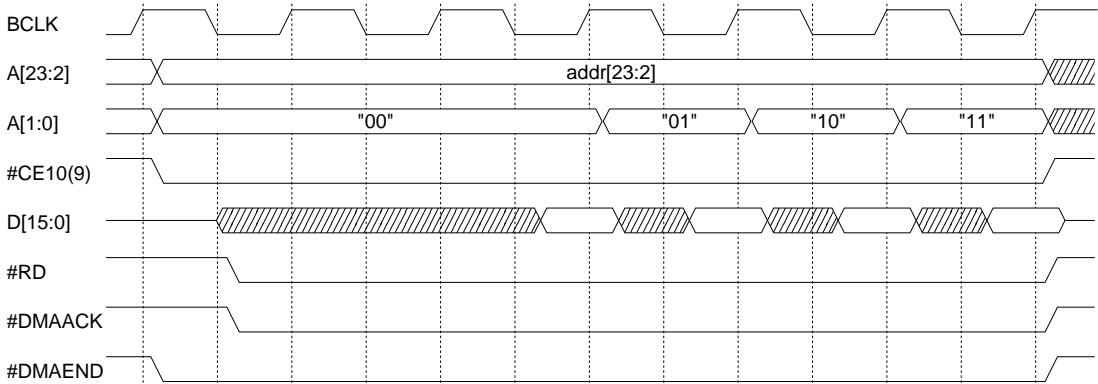 BCLK
A[23:2] addr[23:2]
A[1:0] "00" "01" "10" "11"
#CE10(9)
D[15:0]
#RD
#DMAACK
#DMAEND